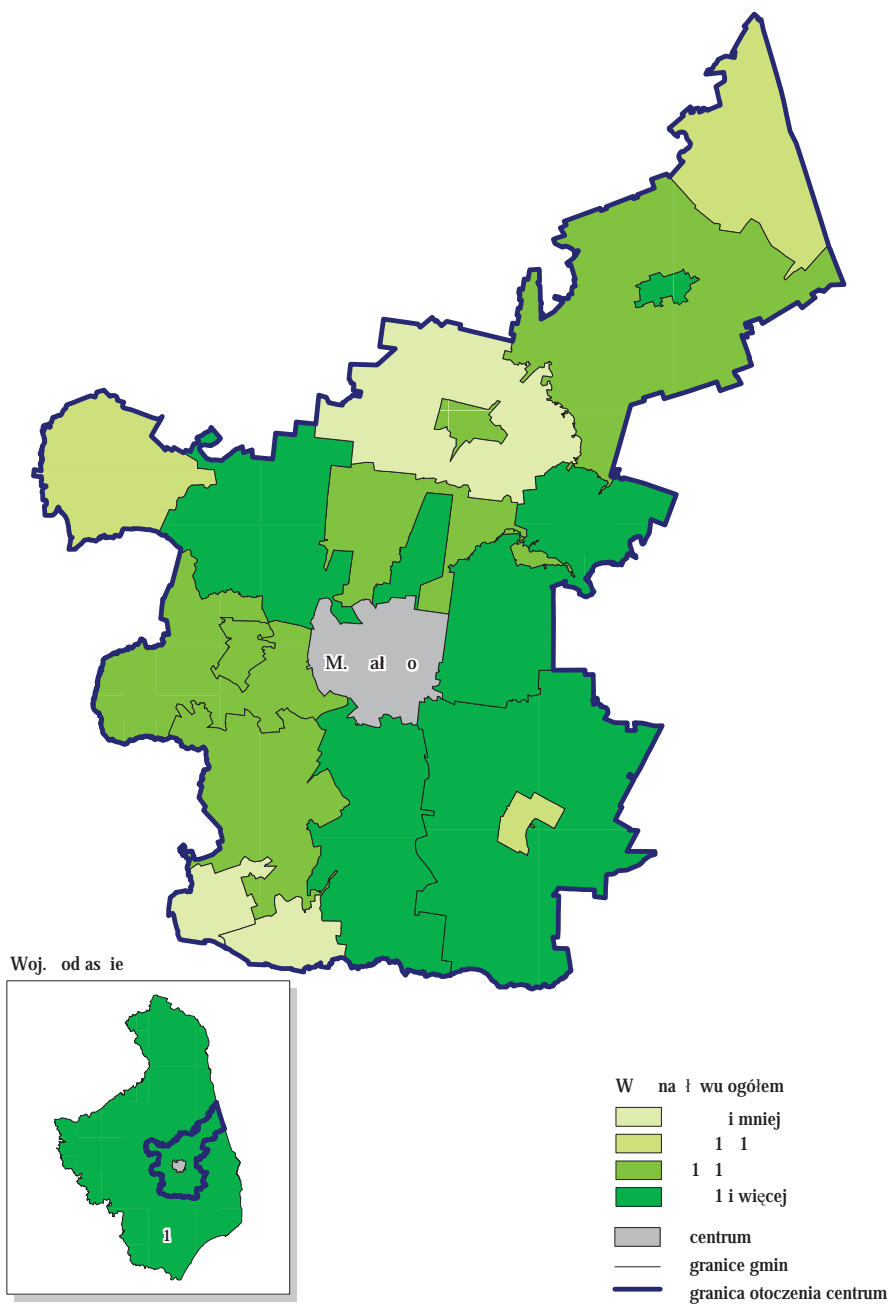 M. ał o
Woj. od as ie
1
W na ł wu ogółem
i mniej
1 1
1 1
1 i więcej
centrum
granice gmin
granica otoczenia centrum